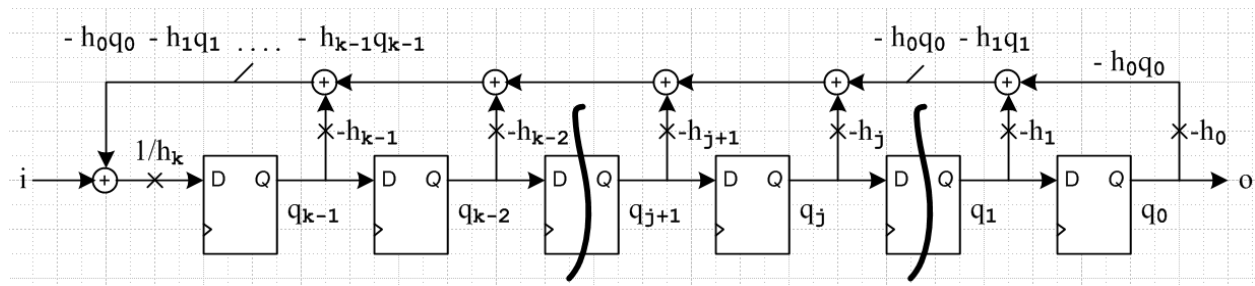 - h₀q₀ - h₁q₁ .... - hₖ₋₁qₖ₋₁ - h₀q₀ - h₁q₁ - h₀q₀
+ + + + +
-hₖ₋₁ -hₖ₋₂ -hⱼ₊₁ -hⱼ -h₁ -h₀
1/hₖ
i + D Q D Q D Q D Q D Q D Q o
qₖ₋₁ qₖ₋₂ qⱼ₊₁ qⱼ q₁ q₀